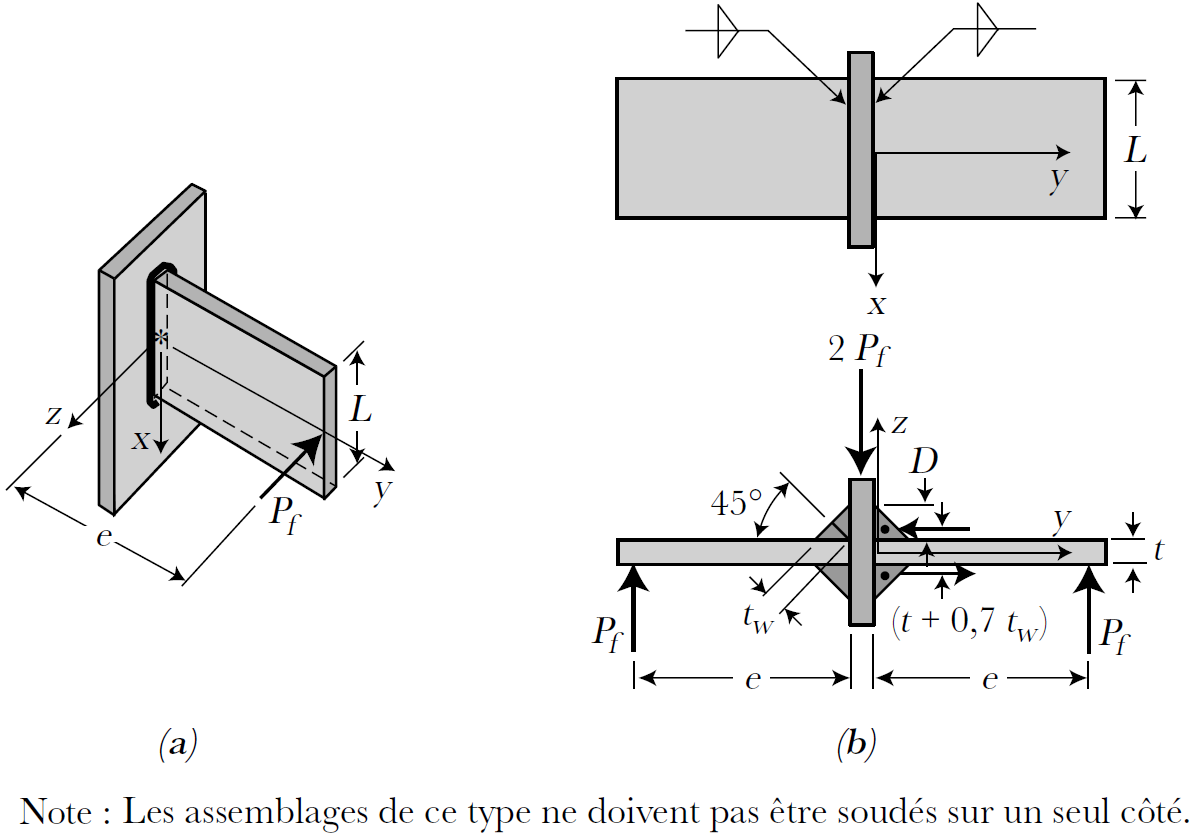 z
x
L
y
e
P_f
(a)
L
y
x
2 P_f
z
D
45°
y
t
t_w
(t + 0,7 t_w)
P_f
P_f
e
e
(b)
Note : Les assemblages de ce type ne doivent pas être soudés sur un seul côté.